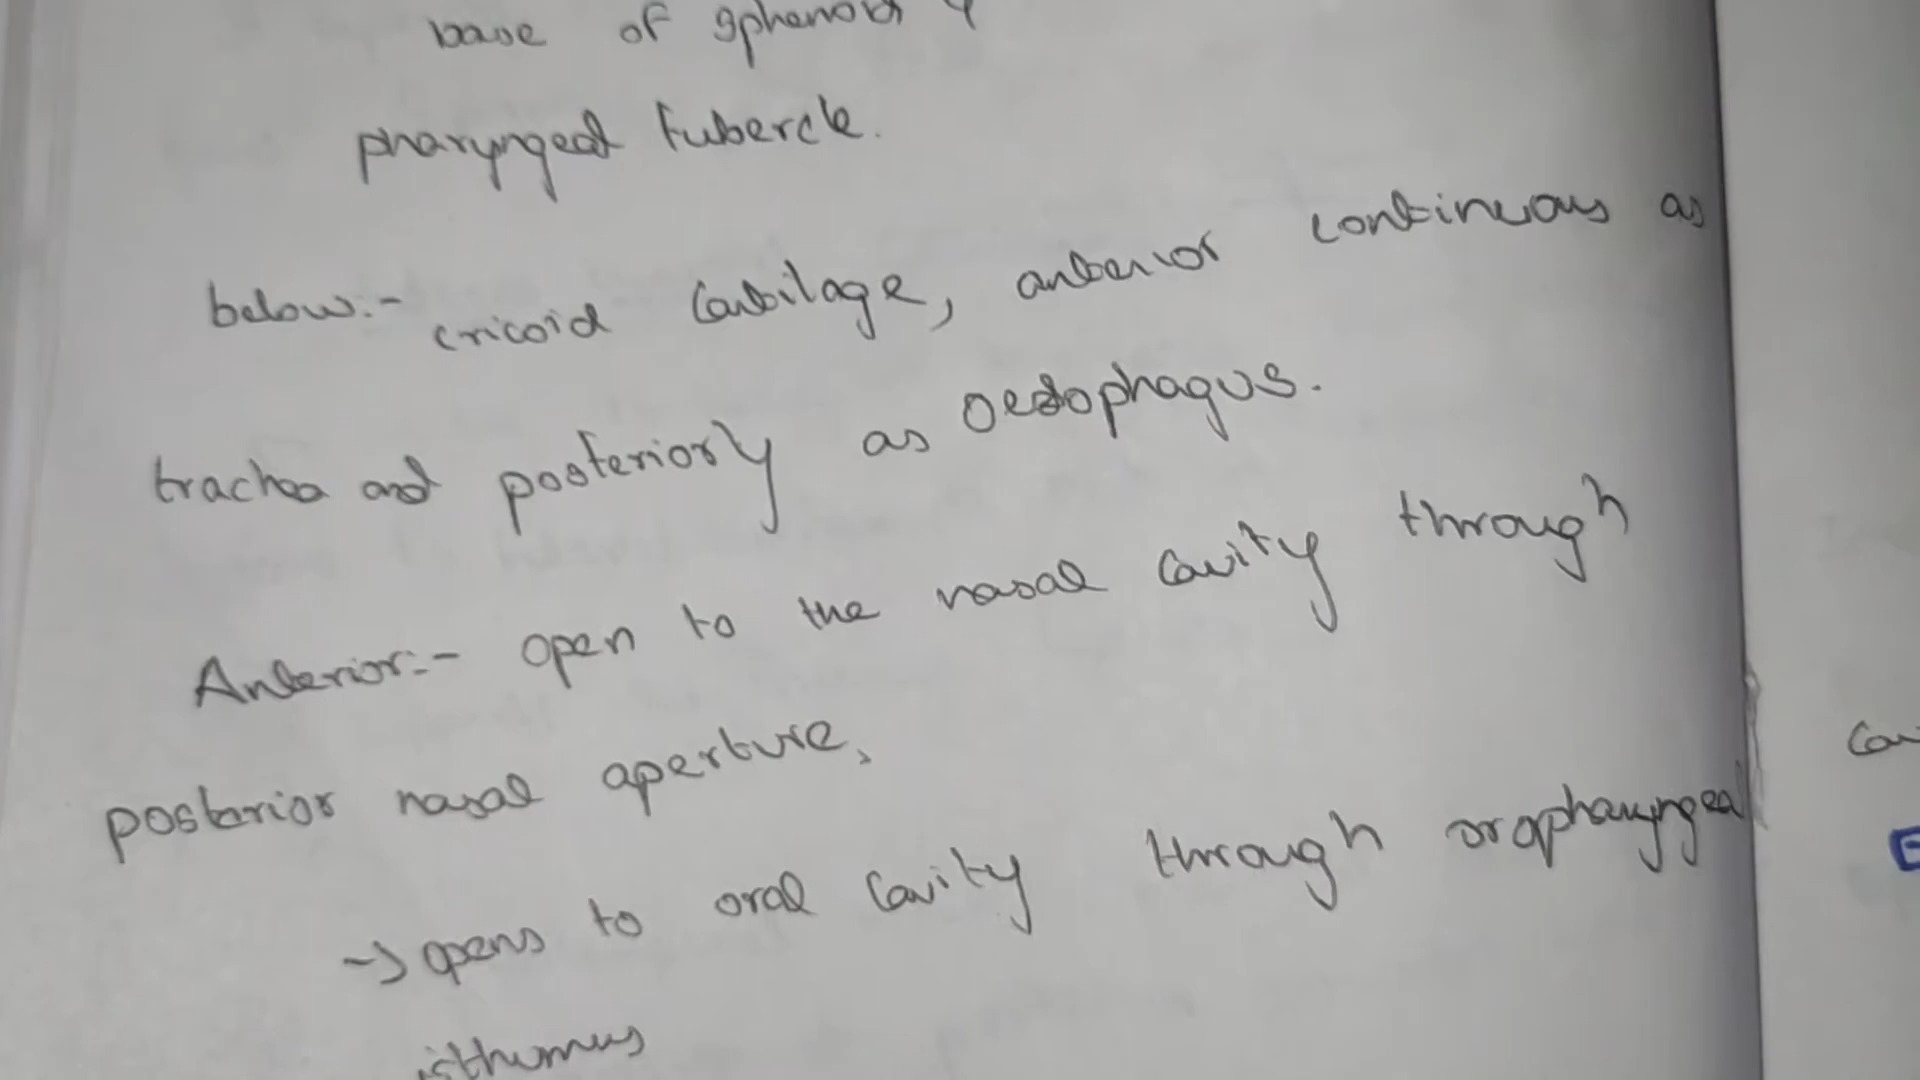 base of sphenoid &
pharyngeal tubercle.
below:- cricoid cartilage, anterior continuous as
trachea and posteriorly as oesophagus.
Anterior:- open to the nasal cavity through
posterior nasal aperture,
→ opens to oral cavity through oropharyngeal
isthumus